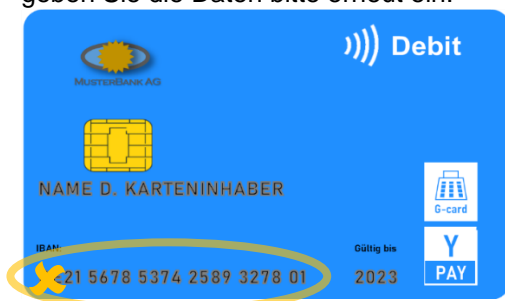 geben Sie die Daten bitte erneut ein.
Debit
MUSTERBANK AG
NAME D. KARTENINHABER
G-card
IBAN:
Gültig bis
21 5678 5374 2589 3278 01
2023
Y
PAY